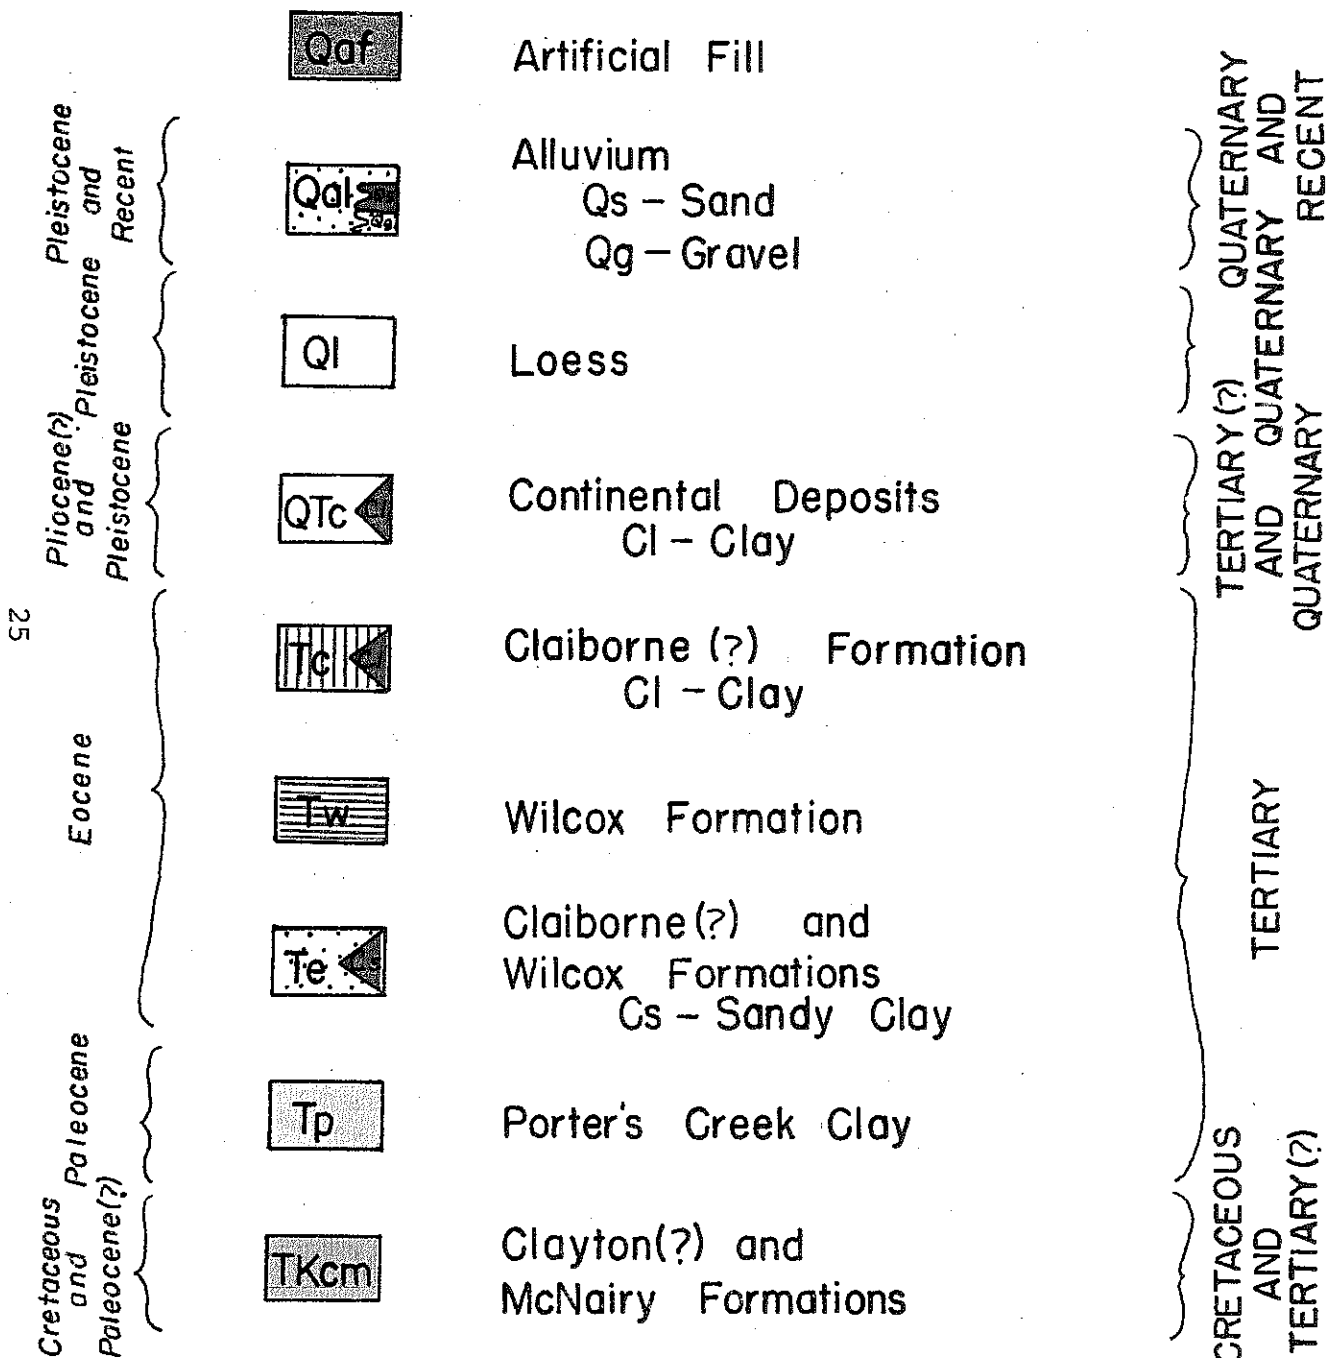 Qaf
Artificial Fill
Pleistocene
and
Recent
Qal
Qg
Alluvium
Qs – Sand
Qg – Gravel
QUATERNARY AND
RECENT
Pleistocene
Ql
Loess
QUATERNARY
Pliocene(?)
and
Pleistocene
QTc
Continental Deposits
Cl – Clay
TERTIARY(?)
AND
QUATERNARY
25
Eocene
Tc
Claiborne (?) Formation
Cl – Clay
Tw
Wilcox Formation
TERTIARY
Te
Claiborne(?) and
Wilcox Formations
Cs – Sandy Clay
Paleocene
Tp
Porter's Creek Clay
Cretaceous
and
Paleocene(?)
TKcm
Clayton(?) and
McNairy Formations
CRETACEOUS
AND
TERTIARY(?)